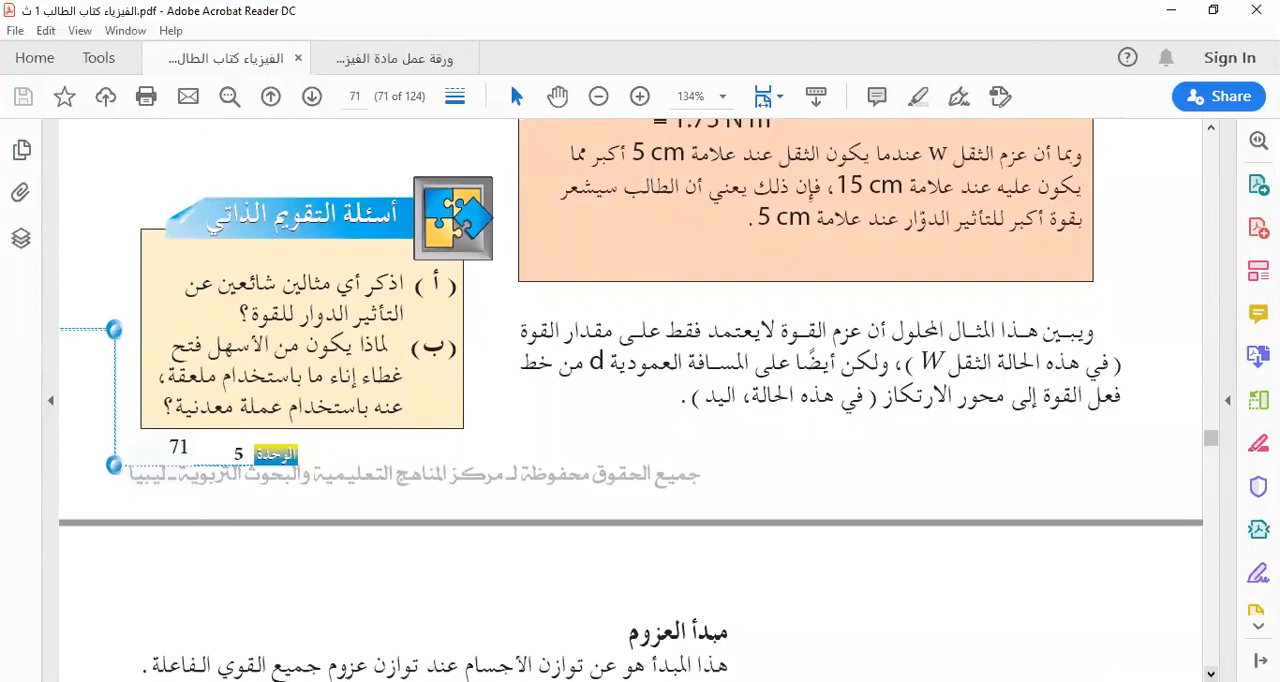 الفيزياء كتاب الطالب 1 ث.pdf - Adobe Acrobat Reader DC
File Edit View Window Help
Home Tools الفيزياء كتاب الطال... × ورقة عمل مادة الفيز... Sign In
71 (71 of 124) 134% Share
= 1.75 N m
وبما أن عزم الثقل W عندما يكون الثقل عند علامة 5 cm أكبر مما
يكون عليه عند علامة 15 cm، فإن ذلك يعني أن الطالب سيشعر
بقوة أكبر للتأثير الدوّار عند علامة 5 cm .
ويبين هذا المثال المحلول أن عزم القوة لايعتمد فقط على مقدار القوة
( في هذه الحالة الثقل W )، ولكن أيضًا على المسافة العمودية d من خط
فعل القوة إلى محور الارتكاز ( في هذه الحالة، اليد ) .
أسئلة التقويم الذاتي
( أ ) اذكر أي مثالين شائعين عن
التأثير الدوار للقوة؟
( ب ) لماذا يكون من الأسهل فتح
غطاء إناء ما باستخدام ملعقة،
عنه باستخدام عملة معدنية؟
الوحدة 5 71
جميع الحقوق محفوظة لـ مركز المناهج التعليمية والبحوث التربوية ـ ليبيا
مبدأ العزوم
هذا المبدأ هو عن توازن الأجسام عند توازن عزوم جميع القوي الفاعلة .